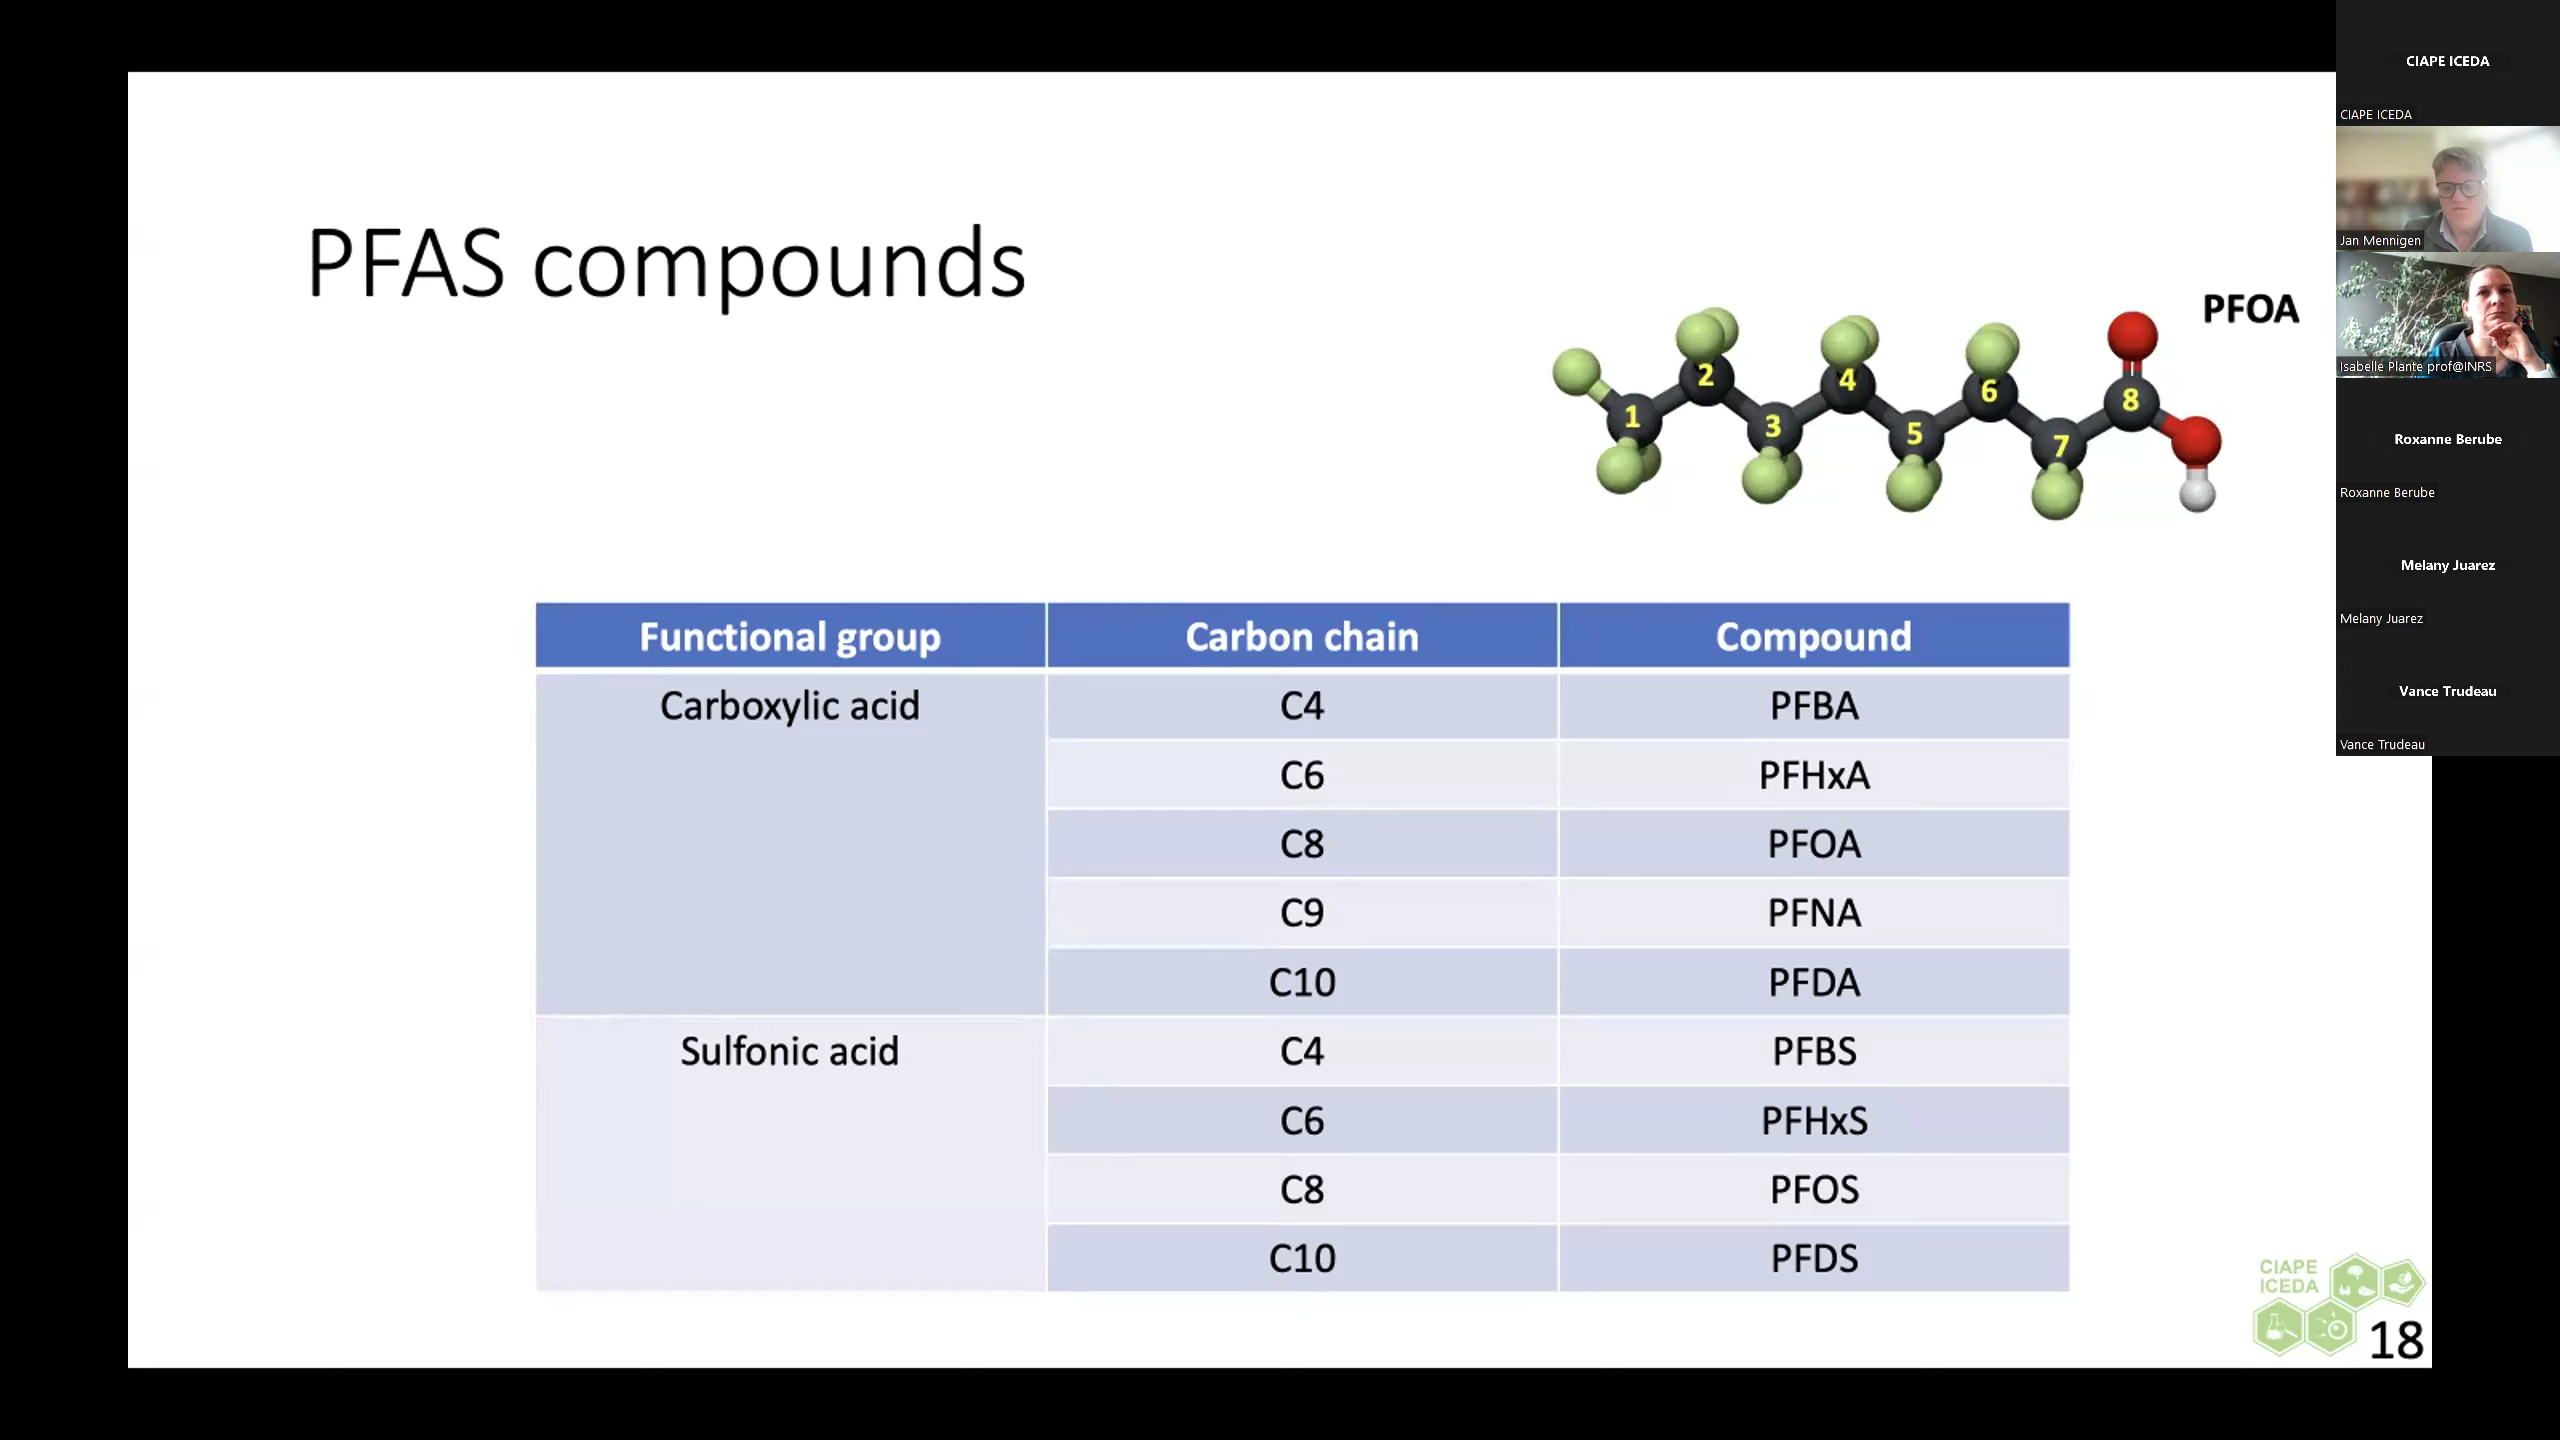 PFAS compounds
PFOA
1 2 3 4 5 6 7 8
Functional group Carbon chain Compound
Carboxylic acid C4 PFBA
C6 PFHxA
C8 PFOA
C9 PFNA
C10 PFDA
Sulfonic acid C4 PFBS
C6 PFHxS
C8 PFOS
C10 PFDS
CIAPE
ICEDA
18
CIAPE ICEDA
CIAPE ICEDA
Jan Mennigen
Isabelle Plante prof@INRS
Roxanne Berube
Roxanne Berube
Melany Juarez
Melany Juarez
Vance Trudeau
Vance Trudeau